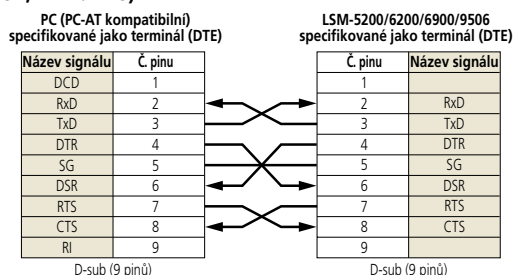 PC (PC-AT kompatibilní)
specifikované jako terminál (DTE)
LSM-5200/6200/6900/9506
specifikované jako terminál (DTE)
Název signálu Č. pinu
Č. pinu Název signálu
DCD 1 1
RxD 2 2 RxD
TxD 3 3 TxD
DTR 4 4 DTR
SG 5 5 SG
DSR 6 6 DSR
RTS 7 7 RTS
CTS 8 8 CTS
RI 9 9
D-sub (9 pinů) D-sub (9 pinů)